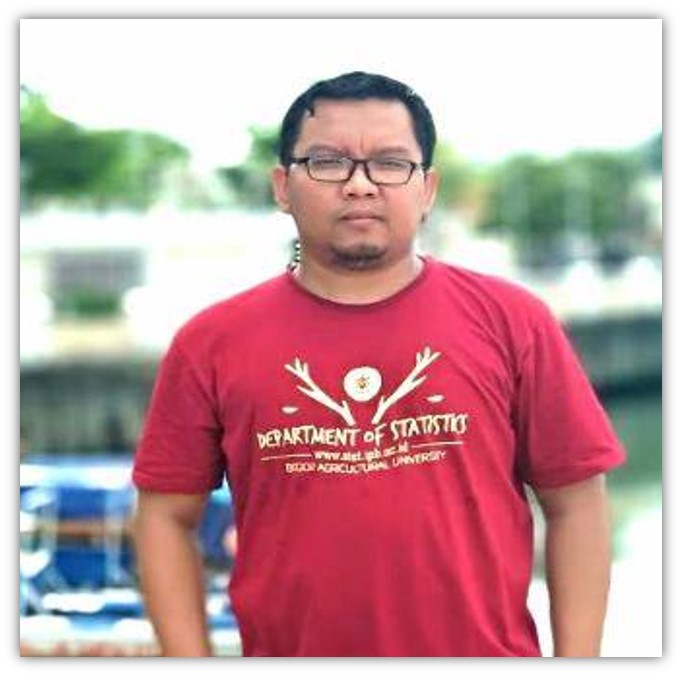 DEPARTMENT OF STATISTICS
www.stat.ipb.ac.id
BOGOR AGRICULTURAL UNIVERSITY